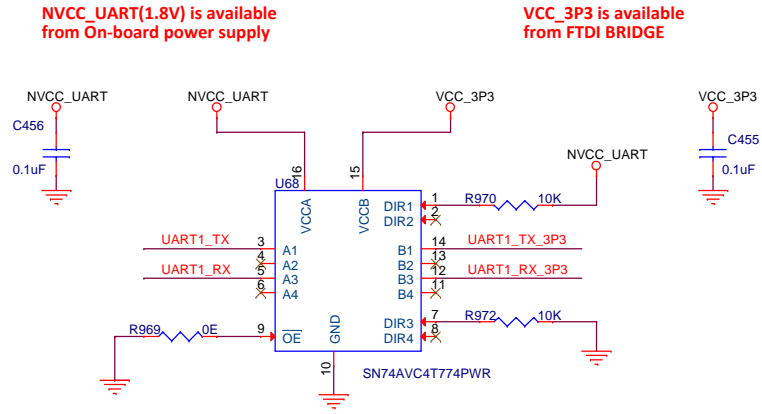 NVCC_UART(1.8V) is available
from On-board power supply
VCC_3P3 is available
from FTDI BRIDGE
NVCC_UART
C456
0.1uF
NVCC_UART
VCC_3P3
VCC_3P3
C455
0.1uF
NVCC_UART
16
15
U68
VCCA
VCCB
DIR1
1
R970
10K
DIR2
2
UART1_TX
3
A1
B1
14
UART1_TX_3P3
4
A2
B2
13
UART1_RX
5
A3
B3
12
UART1_RX_3P3
6
A4
B4
11
R969
0E
9
OE
GND
DIR3
7
R972
10K
DIR4
8
10
SN74AVC4T774PWR